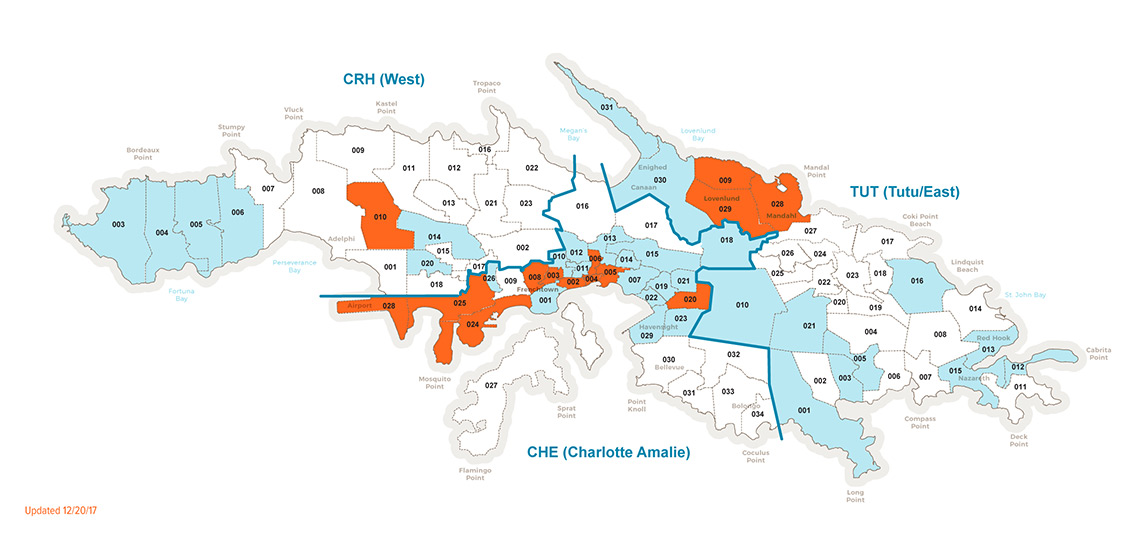 CRH (West)
Tropaco
Point
Kastel
Point
Vluck
Point
Stumpy
Point
Bordeaux
Point
Megan's
Bay
Lovenlund
Bay
Mandal
Point
TUT (Tutu/East)
Coki Point
Beach
Lindquist
Beach
St John Bay
031
009
016
011
012
022
007
008
013
021
023
006
003
004
005
010
014
015
002
Adelphi
001
020
017
018
Perseverance
Bay
Fortuna
Bay
Enighed
030
Canaan
009
Lovenlund
029
028
Mandahl
016
017
018
027
026
024
025
022
023
018
017
016
020
019
014
010
021
004
008
Red Hook
013
005
002
003
006
007
015
Nazareth
012
011
Cabrita
Point
001
010
012
013
011
014
015
006
005
004
002
003
008
Frenchtown
009
026
001
007
019
021
022
020
023
Havensight
029
Airport
028
025
024
030
Bellevue
032
031
033
Bolongo
034
027
Mosquito
Point
Sprat
Point
Point
Knoll
Flamingo
Point
CHE (Charlotte Amalie)
Coculus
Point
Compass
Point
Deck
Point
Long
Point
Updated 12/20/17